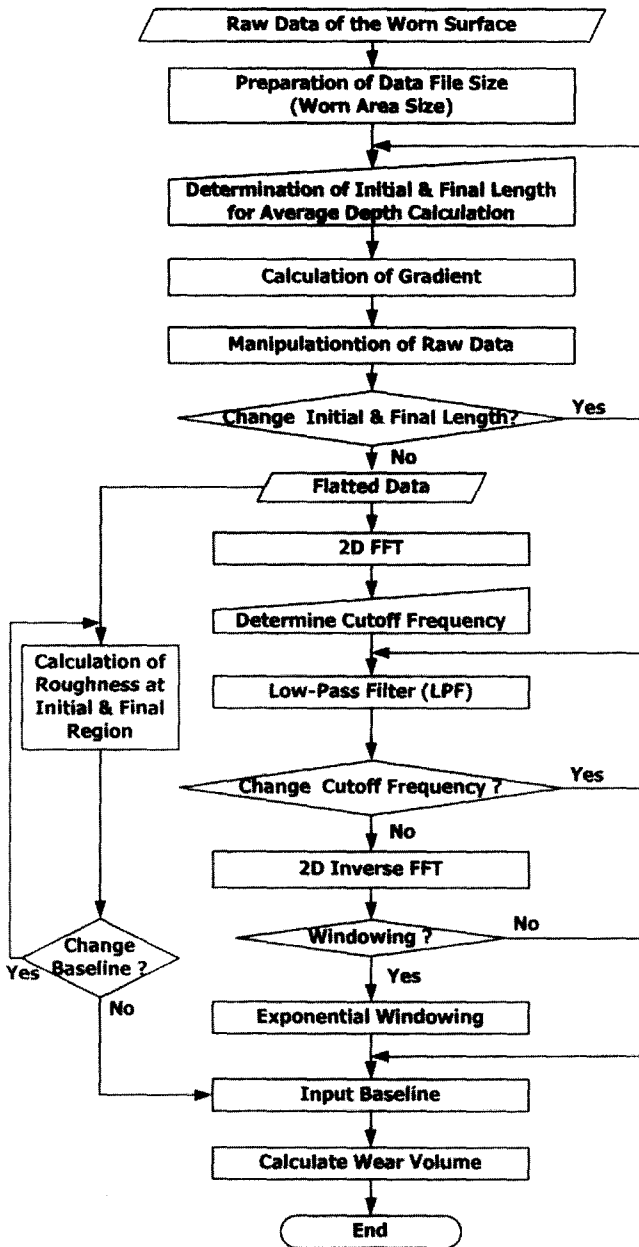 Raw Data of the Worn Surface
Preparation of Data File Size
(Worn Area Size)
Determination of Initial & Final Length
for Average Depth Calculation
Calculation of Gradient
Manipulationtion of Raw Data
Change Initial & Final Length?
Yes
No
Flatted Data
2D FFT
Determine Cutoff Frequency
Calculation of
Roughness at
Initial & Final
Region
Low-Pass Filter (LPF)
Change Cutoff Frequency ?
Yes
No
2D Inverse FFT
Windowing ?
No
Yes
Change
Baseline ?
Yes
No
Exponential Windowing
Input Baseline
Calculate Wear Volume
End